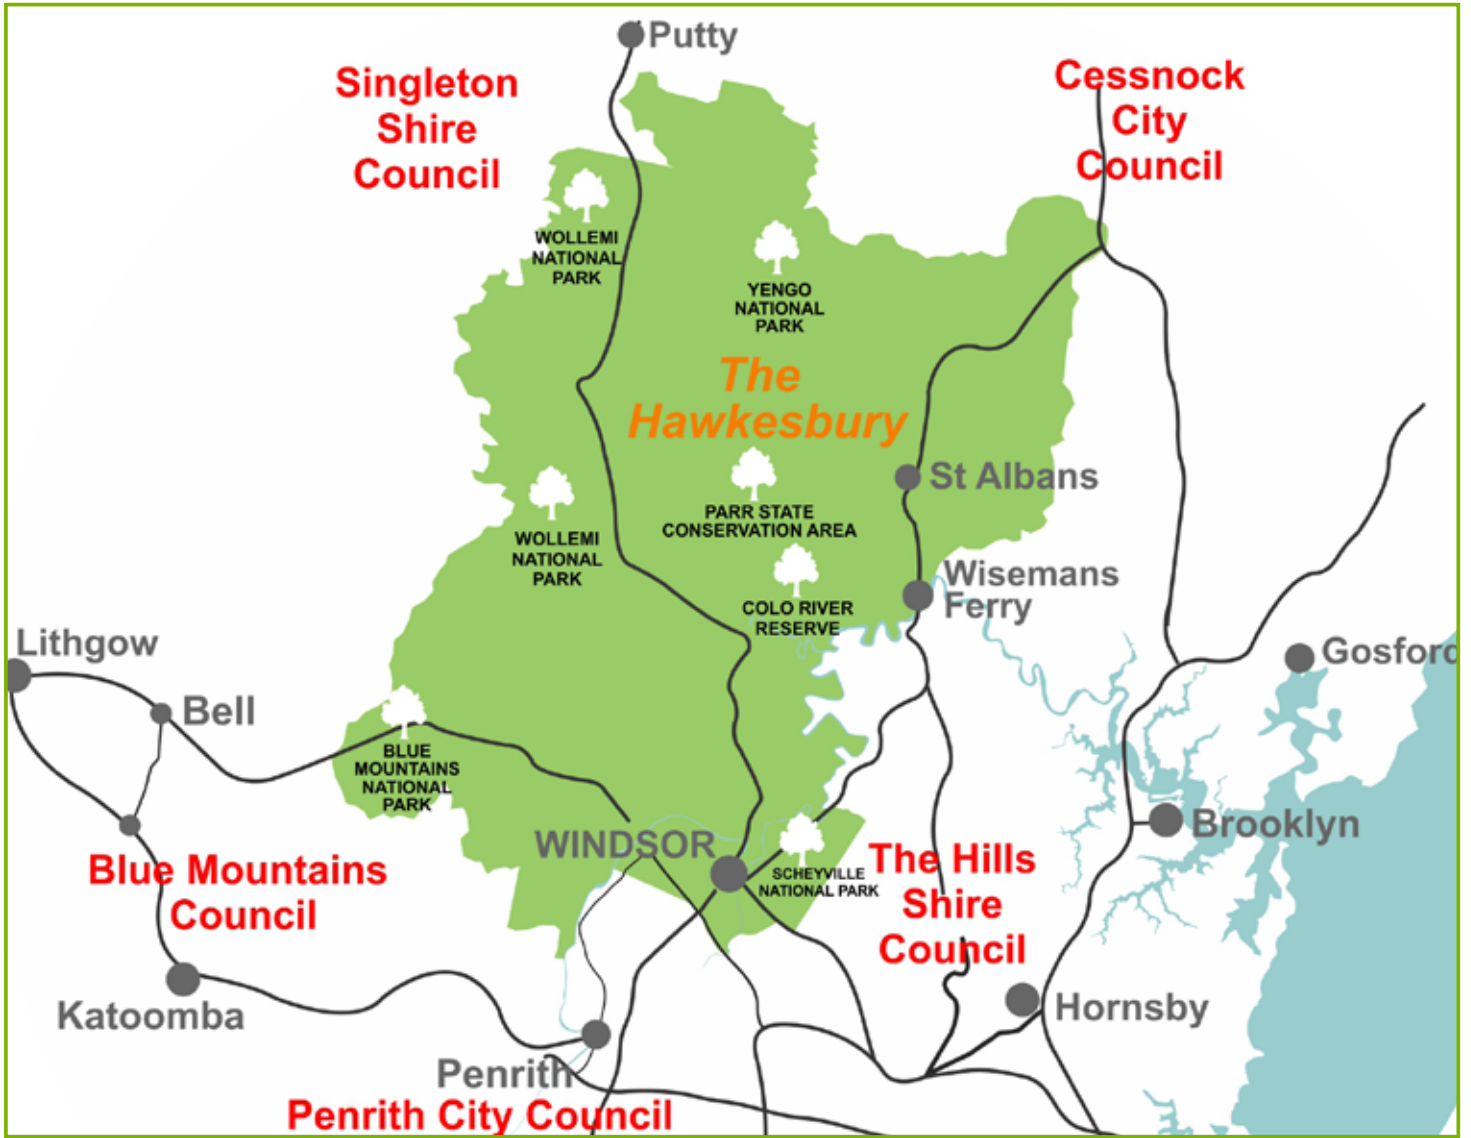 Putty
Singleton
Shire
Council
Cessnock
City
Council
WOLLEMI
NATIONAL
PARK
YENGO
NATIONAL
PARK
The
Hawkesbury
St Albans
PARR STATE
CONSERVATION AREA
WOLLEMI
NATIONAL
PARK
Wisemans
Ferry
COLO RIVER
RESERVE
Lithgow
Gosford
Bell
BLUE
MOUNTAINS
NATIONAL
PARK
WINDSOR
Brooklyn
SCHEYVILLE
NATIONAL PARK
Blue Mountains
Council
The Hills
Shire
Council
Katoomba
Hornsby
Penrith
Penrith City Council